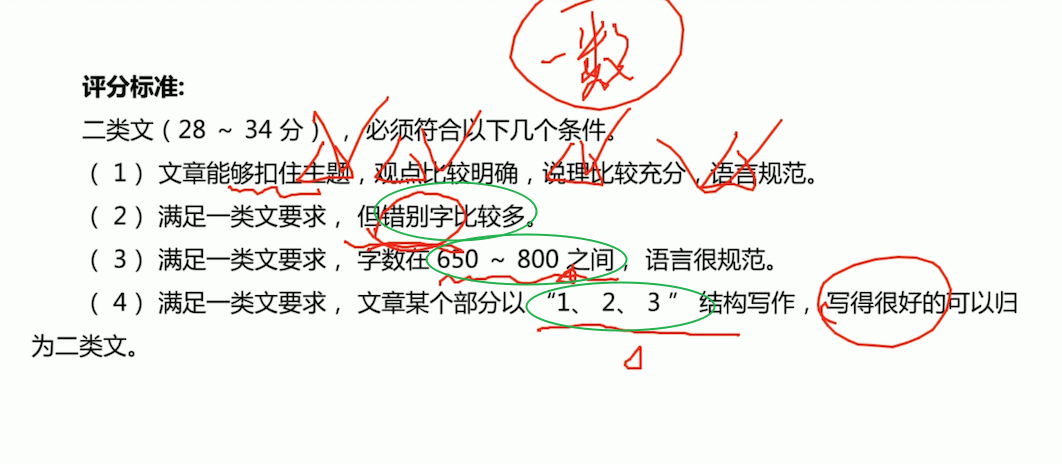 一数
评分标准:
二类文（28 ~ 34 分），必须符合以下几个条件。
（1）文章能够扣住主题，观点比较明确，说理比较充分，语言规范。
（2）满足一类文要求，但错别字比较多。
（3）满足一类文要求，字数在 650 ~ 800 之间，语言很规范。
（4）满足一类文要求，文章某个部分以“1、2、3”结构写作，写得很好的可以归
为二类文。